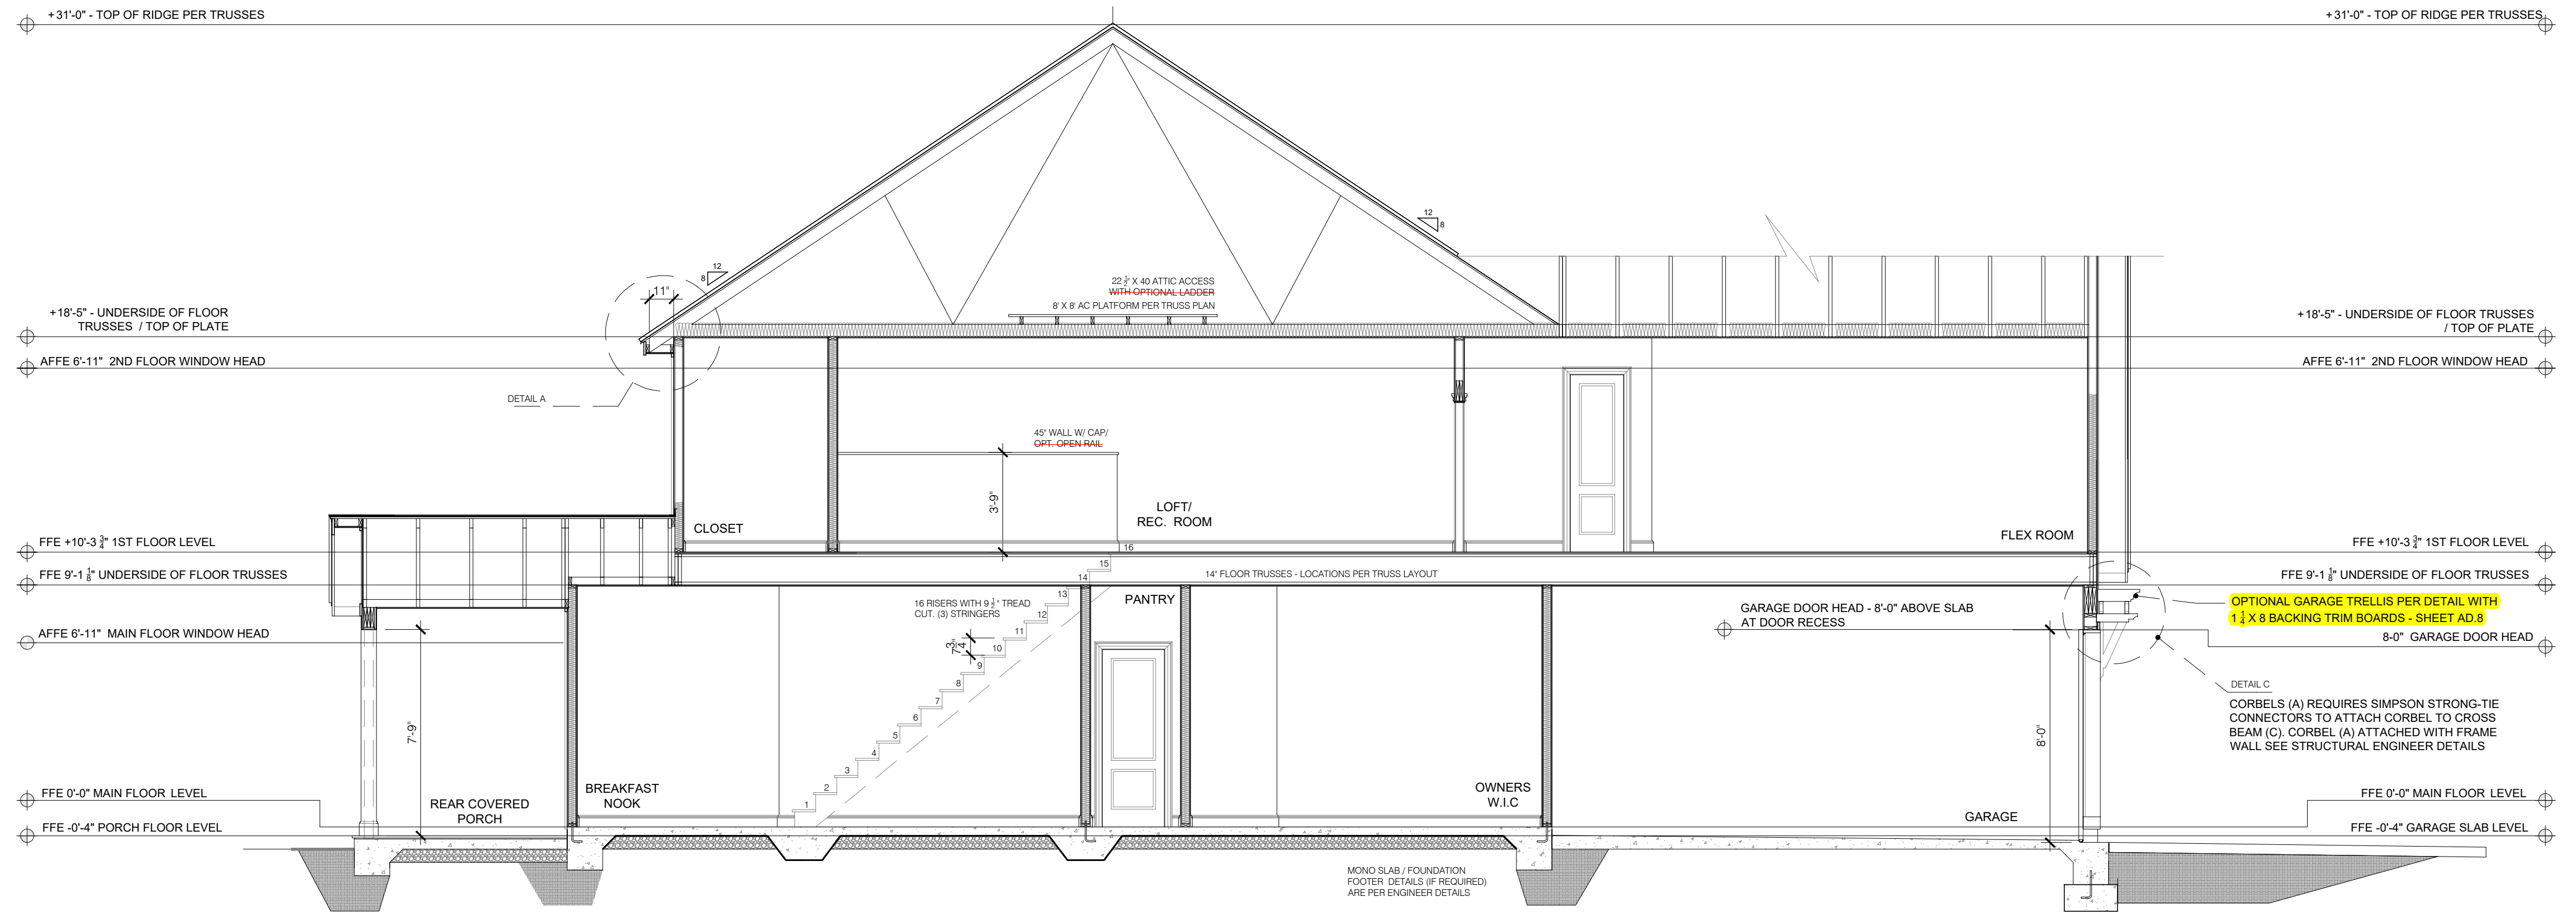 +31'-0" - TOP OF RIDGE PER TRUSSES
+31'-0" - TOP OF RIDGE PER TRUSSES
12
8
12
8
11"
22 1/2" X 40 ATTIC ACCESS
WITH OPTIONAL LADDER
8' X 8' AC PLATFORM PER TRUSS PLAN
+18'-5" - UNDERSIDE OF FLOOR
TRUSSES / TOP OF PLATE
+18'-5" - UNDERSIDE OF FLOOR TRUSSES
/ TOP OF PLATE
AFFE 6'-11" 2ND FLOOR WINDOW HEAD
AFFE 6'-11" 2ND FLOOR WINDOW HEAD
DETAIL A
45" WALL W/ CAP/
OPT. OPEN RAIL
3'-9"
CLOSET
LOFT/
REC. ROOM
FLEX ROOM
FFE +10'-3 3/4" 1ST FLOOR LEVEL
FFE +10'-3 3/4" 1ST FLOOR LEVEL
16
15
14
13
12
11
10
9
8
7
6
5
4
3
2
1
14" FLOOR TRUSSES - LOCATIONS PER TRUSS LAYOUT
FFE 9'-1 1/8" UNDERSIDE OF FLOOR TRUSSES
FFE 9'-1 1/8" UNDERSIDE OF FLOOR TRUSSES
16 RISERS WITH 9 1/2" TREAD
CUT. (3) STRINGERS
7 3/4"
PANTRY
GARAGE DOOR HEAD - 8'-0" ABOVE SLAB
AT DOOR RECESS
OPTIONAL GARAGE TRELLIS PER DETAIL WITH
1 1/4 X 8 BACKING TRIM BOARDS - SHEET AD.8
AFFE 6'-11" MAIN FLOOR WINDOW HEAD
8-0" GARAGE DOOR HEAD
DETAIL C
CORBELS (A) REQUIRES SIMPSON STRONG-TIE
CONNECTORS TO ATTACH CORBEL TO CROSS
BEAM (C). CORBEL (A) ATTACHED WITH FRAME
WALL SEE STRUCTURAL ENGINEER DETAILS
7'-9"
8'-0"
BREAKFAST
NOOK
OWNERS
W.I.C
FFE 0'-0" MAIN FLOOR LEVEL
FFE 0'-0" MAIN FLOOR LEVEL
REAR COVERED
PORCH
GARAGE
FFE -0'-4" PORCH FLOOR LEVEL
FFE -0'-4" GARAGE SLAB LEVEL
MONO SLAB / FOUNDATION
FOOTER DETAILS (IF REQUIRED)
ARE PER ENGINEER DETAILS